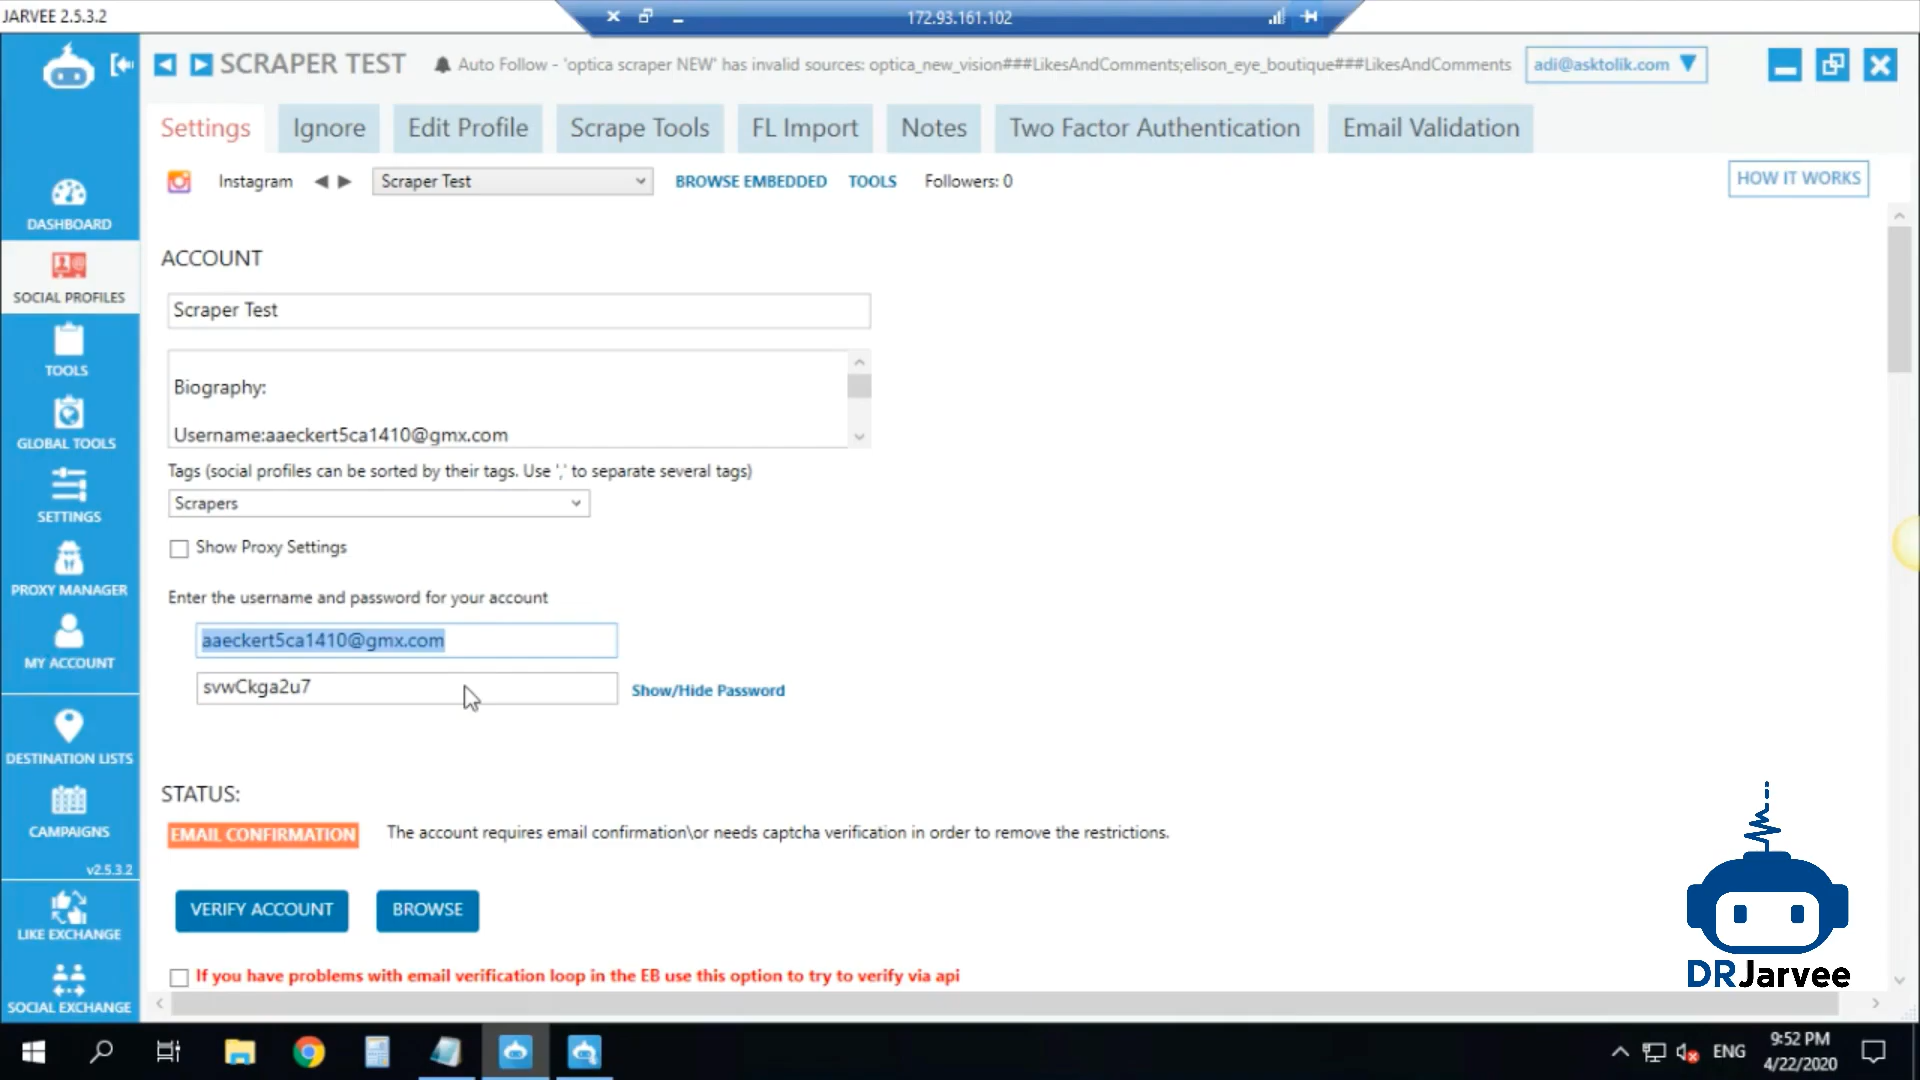 JARVEE 2.5.3.2
172.93.161.102
SCRAPER TEST
Auto Follow - 'optica scraper NEW' has invalid sources: optica_new_vision###LikesAndComments;elison_eye_boutique###LikesAndComments
adi@asktolik.com
Settings
Ignore
Edit Profile
Scrape Tools
FL Import
Notes
Two Factor Authentication
Email Validation
Instagram
Scraper Test
BROWSE EMBEDDED
TOOLS
Followers: 0
HOW IT WORKS
DASHBOARD
SOCIAL PROFILES
TOOLS
GLOBAL TOOLS
SETTINGS
PROXY MANAGER
MY ACCOUNT
DESTINATION LISTS
CAMPAIGNS
v2.5.3.2
LIKE EXCHANGE
SOCIAL EXCHANGE
ACCOUNT
Scraper Test
Biography:
Username:aaeckert5ca1410@gmx.com
Tags (social profiles can be sorted by their tags. Use ',' to separate several tags)
Scrapers
Show Proxy Settings
Enter the username and password for your account
aaeckert5ca1410@gmx.com
svwCkga2u7
Show/Hide Password
STATUS:
EMAIL CONFIRMATION
The account requires email confirmation\or needs captcha verification in order to remove the restrictions.
VERIFY ACCOUNT
BROWSE
If you have problems with email verification loop in the EB use this option to try to verify via api
DRJarvee
ENG
9:52 PM
4/22/2020